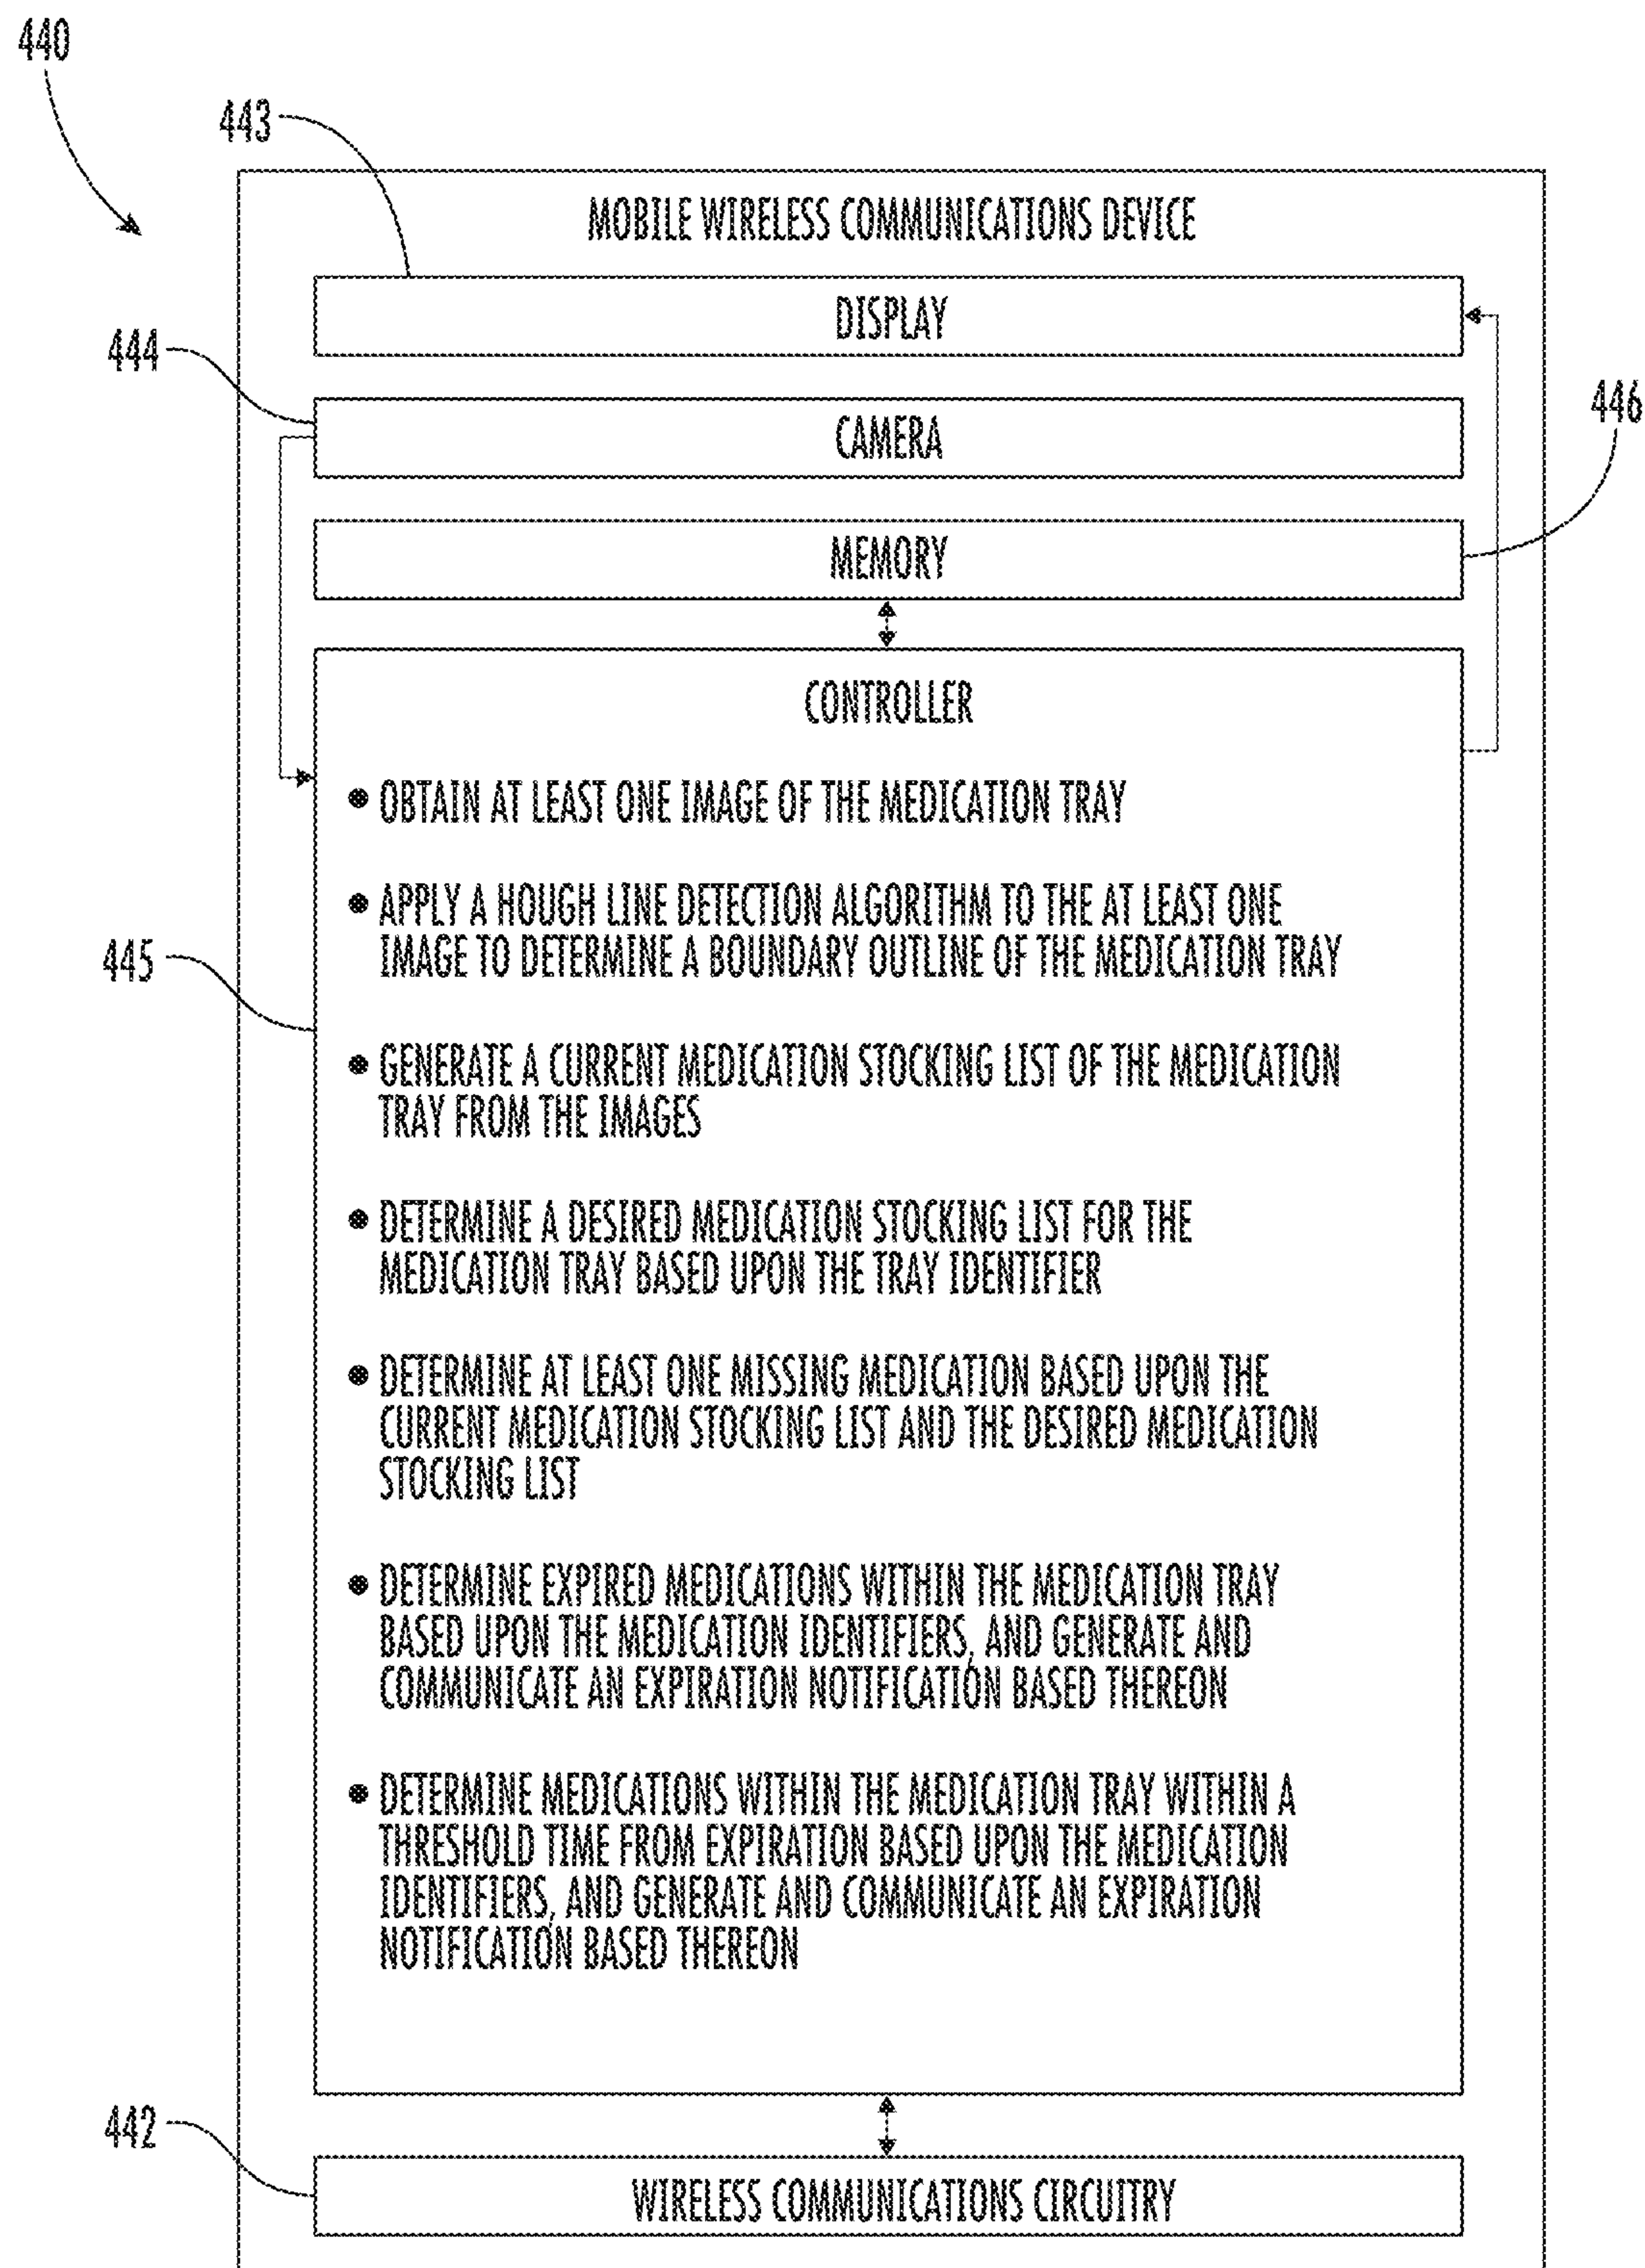 440
443
MOBILE WIRELESS COMMUNICATIONS DEVICE
DISPLAY
444
CAMERA
446
MEMORY
CONTROLLER
● OBTAIN AT LEAST ONE IMAGE OF THE MEDICATION TRAY
● APPLY A HOUGH LINE DETECTION ALGORITHM TO THE AT LEAST ONE
IMAGE TO DETERMINE A BOUNDARY OUTLINE OF THE MEDICATION TRAY
445
● GENERATE A CURRENT MEDICATION STOCKING LIST OF THE MEDICATION
TRAY FROM THE IMAGES
● DETERMINE A DESIRED MEDICATION STOCKING LIST FOR THE
MEDICATION TRAY BASED UPON THE TRAY IDENTIFIER
● DETERMINE AT LEAST ONE MISSING MEDICATION BASED UPON THE
CURRENT MEDICATION STOCKING LIST AND THE DESIRED MEDICATION
STOCKING LIST
● DETERMINE EXPIRED MEDICATIONS WITHIN THE MEDICATION TRAY
BASED UPON THE MEDICATION IDENTIFIERS, AND GENERATE AND
COMMUNICATE AN EXPIRATION NOTIFICATION BASED THEREON
● DETERMINE MEDICATIONS WITHIN THE MEDICATION TRAY WITHIN A
THRESHOLD TIME FROM EXPIRATION BASED UPON THE MEDICATION
IDENTIFIERS, AND GENERATE AND COMMUNICATE AN EXPIRATION
NOTIFICATION BASED THEREON
442
WIRELESS COMMUNICATIONS CIRCUITRY